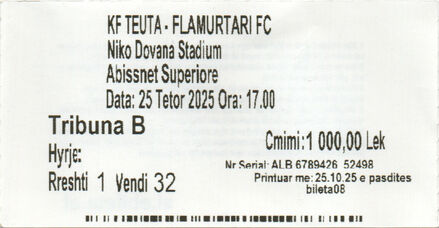 KF TEUTA - FLAMURTARI FC
Niko Dovana Stadium
Abissnet Superiore
Data: 25 Tetor 2025 Ora: 17.00
Tribuna B
Cmimi:1 000,00 Lek
Hyrje:
Nr Serial: ALB 6789426 52498
Rreshti 1 Vendi 32
Printuar me: 25.10.25 e pasdites
bileta08